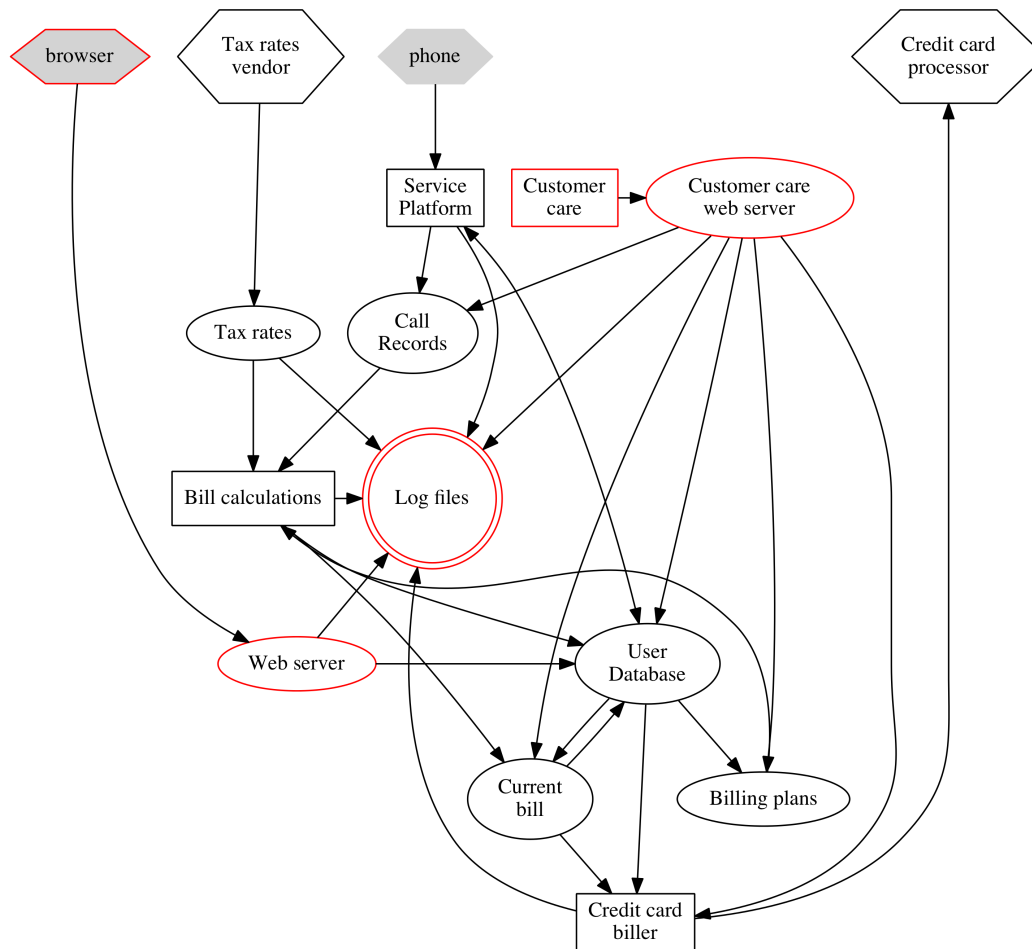 browser
Tax rates
vendor
phone
Credit card
processor
Service
Platform
Customer
care
Customer care
web server
Tax rates
Call
Records
Bill calculations
Log files
Web server
User
Database
Current
bill
Billing plans
Credit card
biller